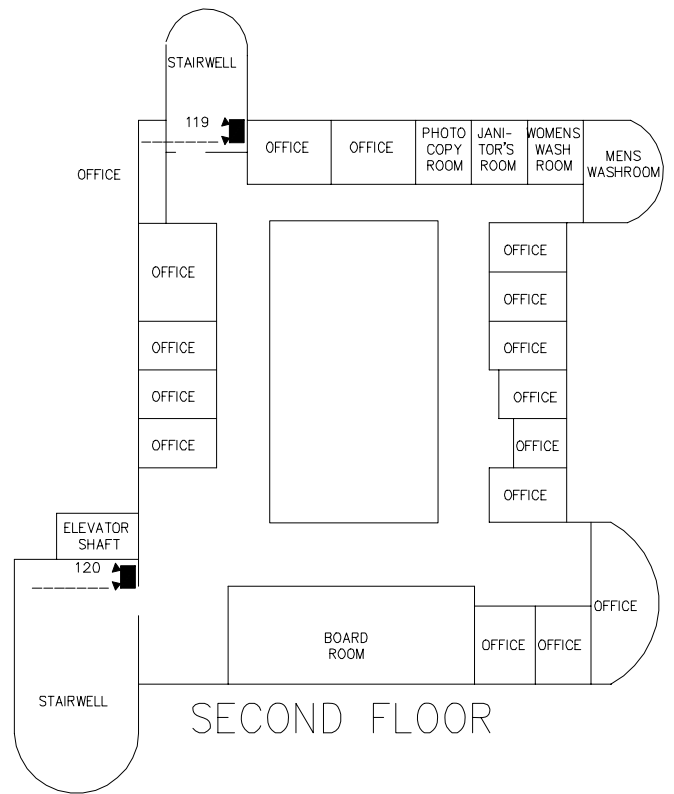 STAIRWELL
119
OFFICE
OFFICE
OFFICE
PHOTO
COPY
ROOM
JANI-
TOR'S
ROOM
WOMENS
WASH
ROOM
MENS
WASHROOM
OFFICE
OFFICE
OFFICE
OFFICE
OFFICE
OFFICE
OFFICE
OFFICE
OFFICE
OFFICE
ELEVATOR
SHAFT
120
STAIRWELL
BOARD
ROOM
OFFICE
OFFICE
OFFICE
SECOND FLOOR